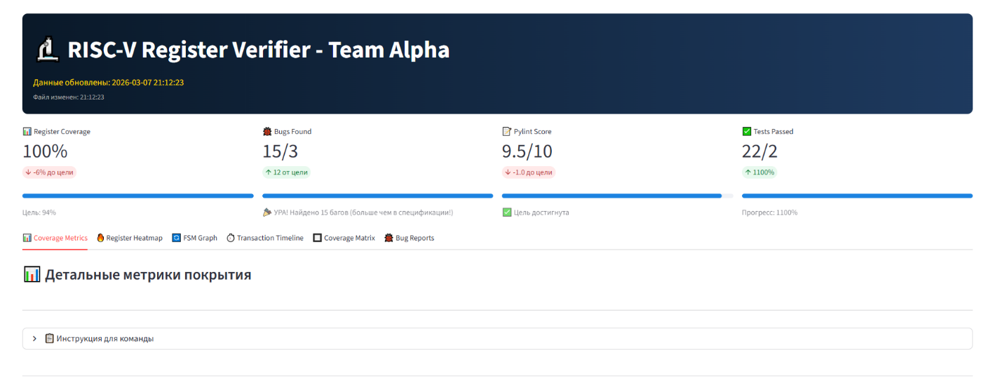 RISC-V Register Verifier - Team Alpha
Данные обновлены: 2026-03-07 21:12:23
Файл изменен: 21:12:23
Register Coverage
100%
↓ -6% до цели
Цель: 94%
Bugs Found
15/3
↑ 12 от цели
УРА! Найдено 15 багов (больше чем в спецификации!)
Pylint Score
9.5/10
↓ -1.0 до цели
Цель достигнута
Tests Passed
22/2
↑ 1100%
Прогресс: 1100%
Coverage Metrics Register Heatmap FSM Graph Transaction Timeline Coverage Matrix Bug Reports
Детальные метрики покрытия
Инструкция для команды